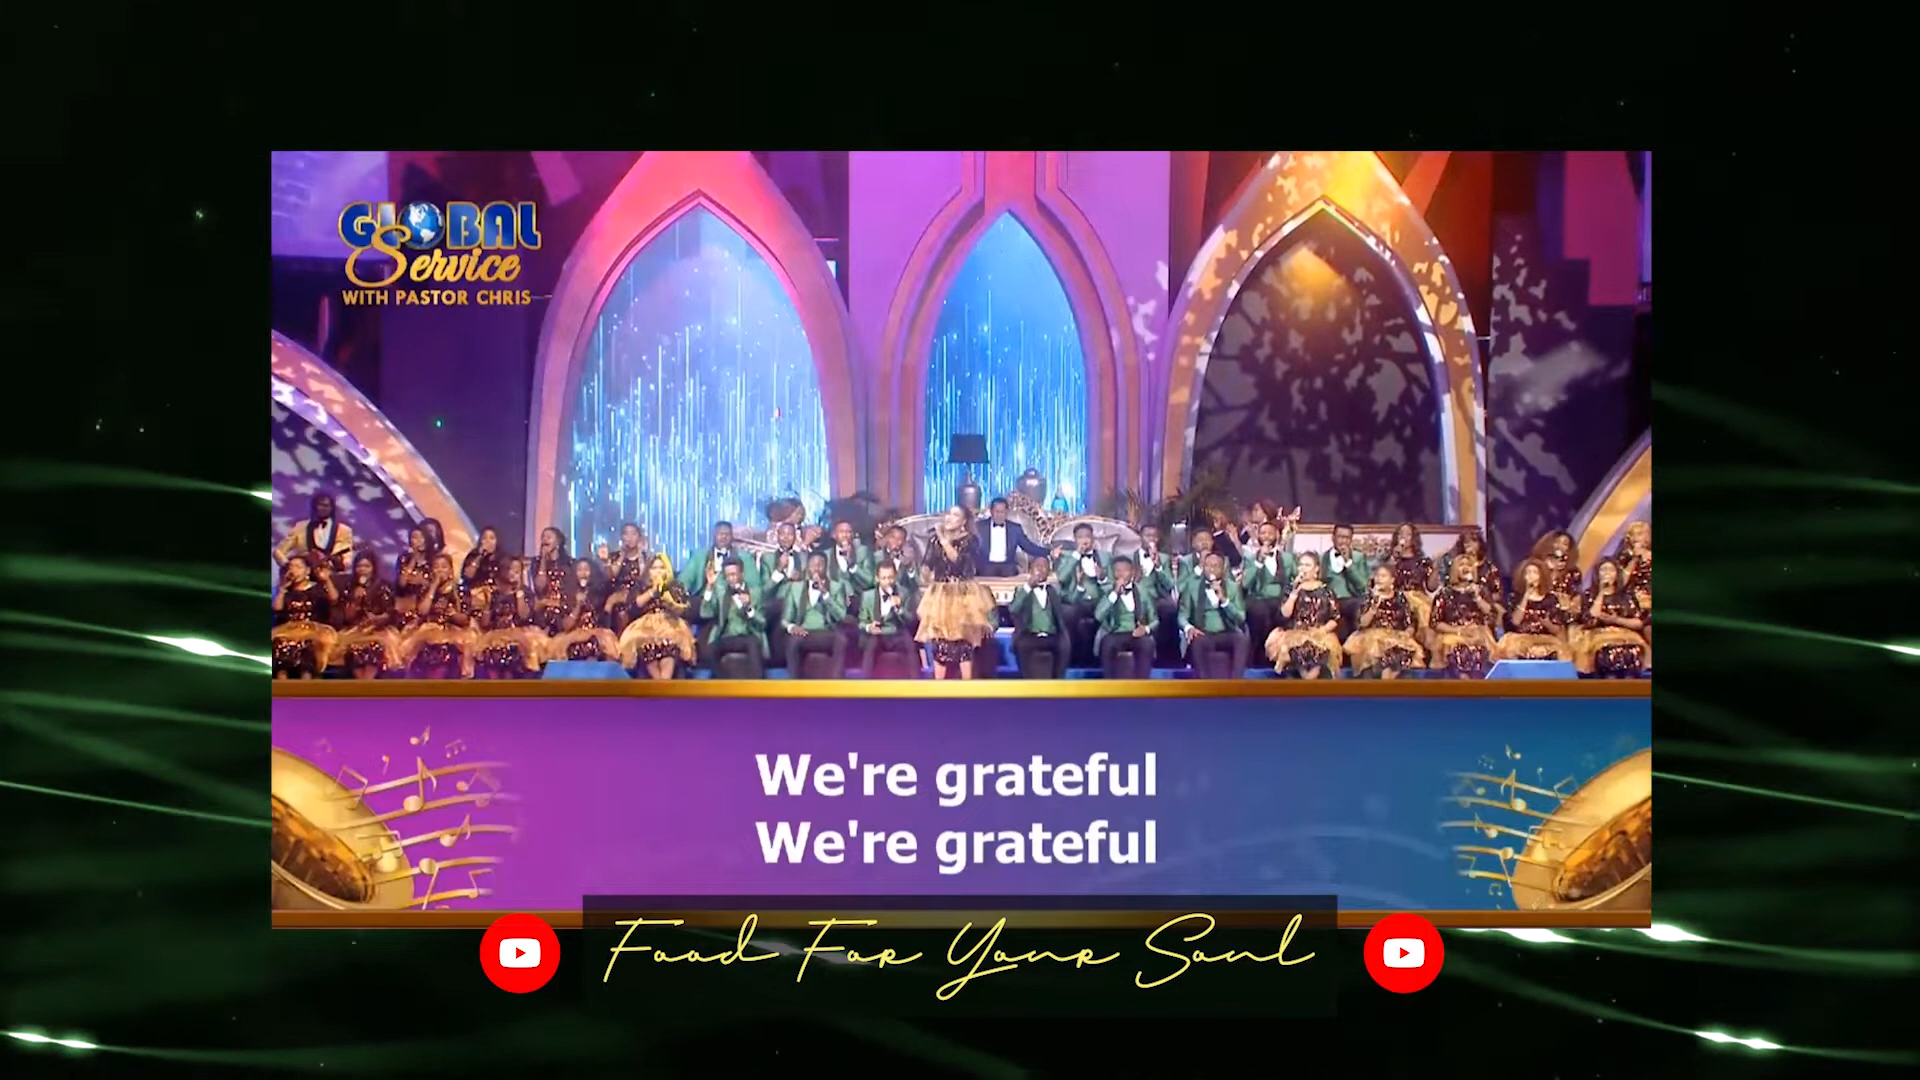 GLOBAL
Service
WITH PASTOR CHRIS
We're grateful
We're grateful
Food For Your Soul